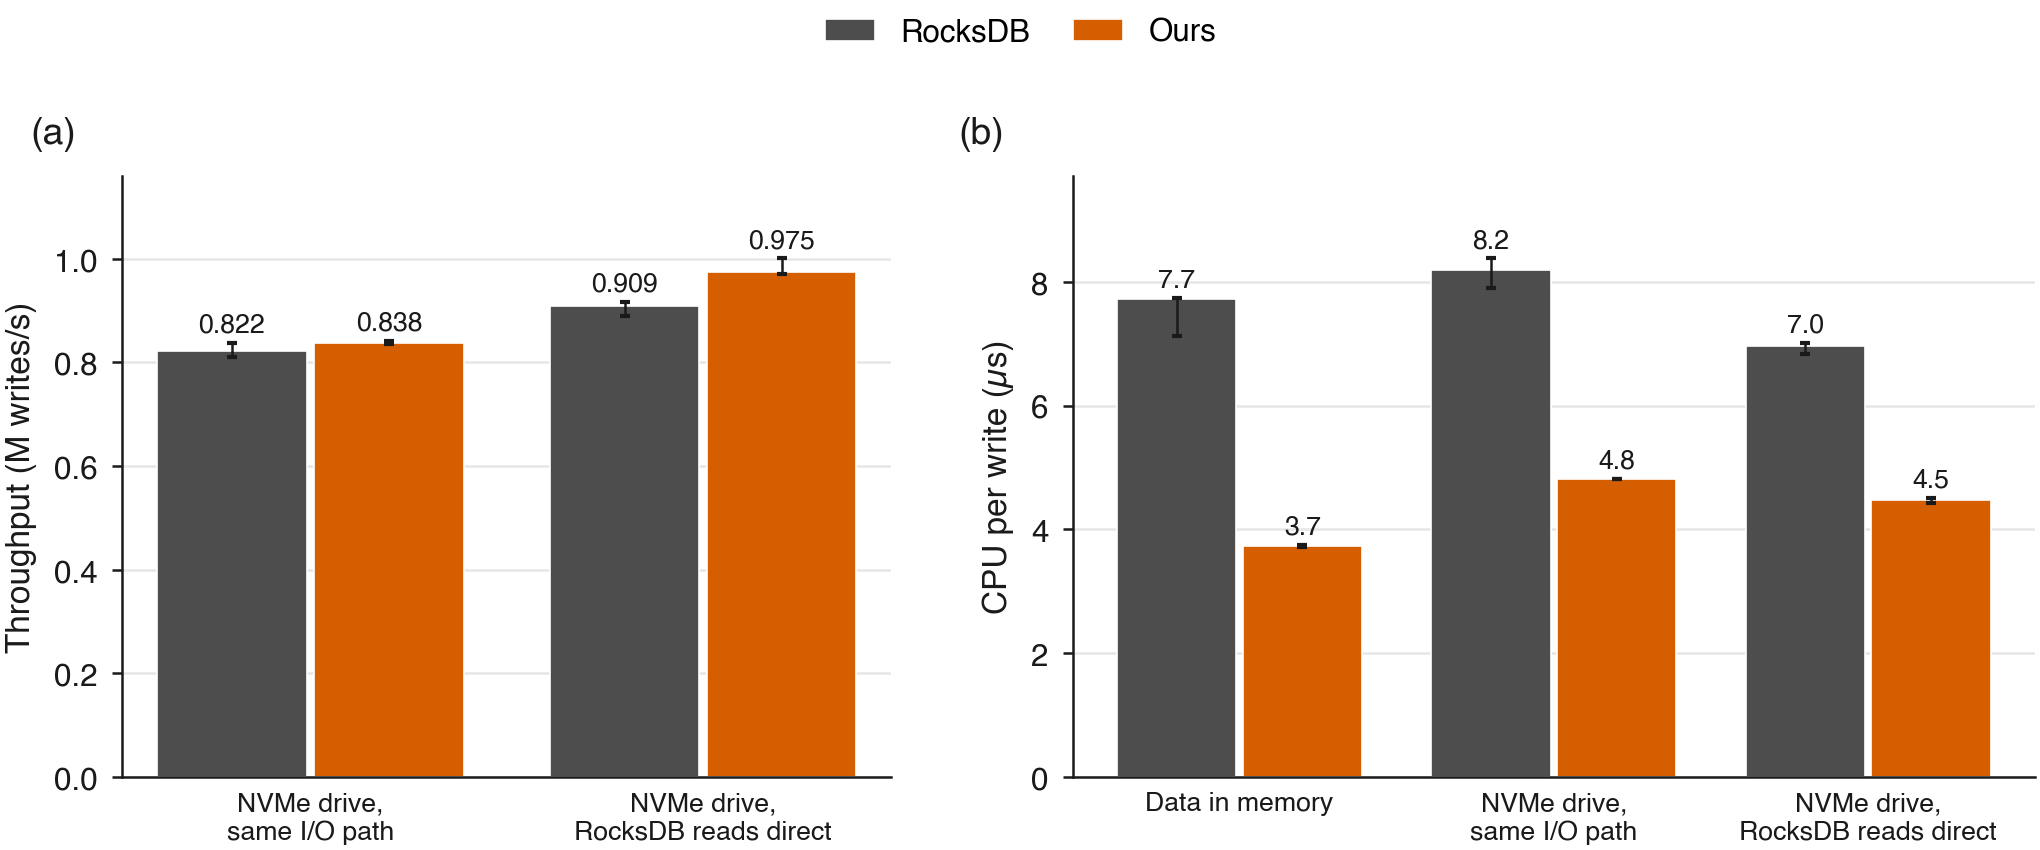 RocksDB Ours
(a)
Throughput (M writes/s)
1.0
0.8
0.6
0.4
0.2
0.0
0.822
0.838
0.909
0.975
NVMe drive,
same I/O path
NVMe drive,
RocksDB reads direct
(b)
CPU per write (μs)
8
6
4
2
0
7.7
3.7
8.2
4.8
7.0
4.5
Data in memory
NVMe drive,
same I/O path
NVMe drive,
RocksDB reads direct